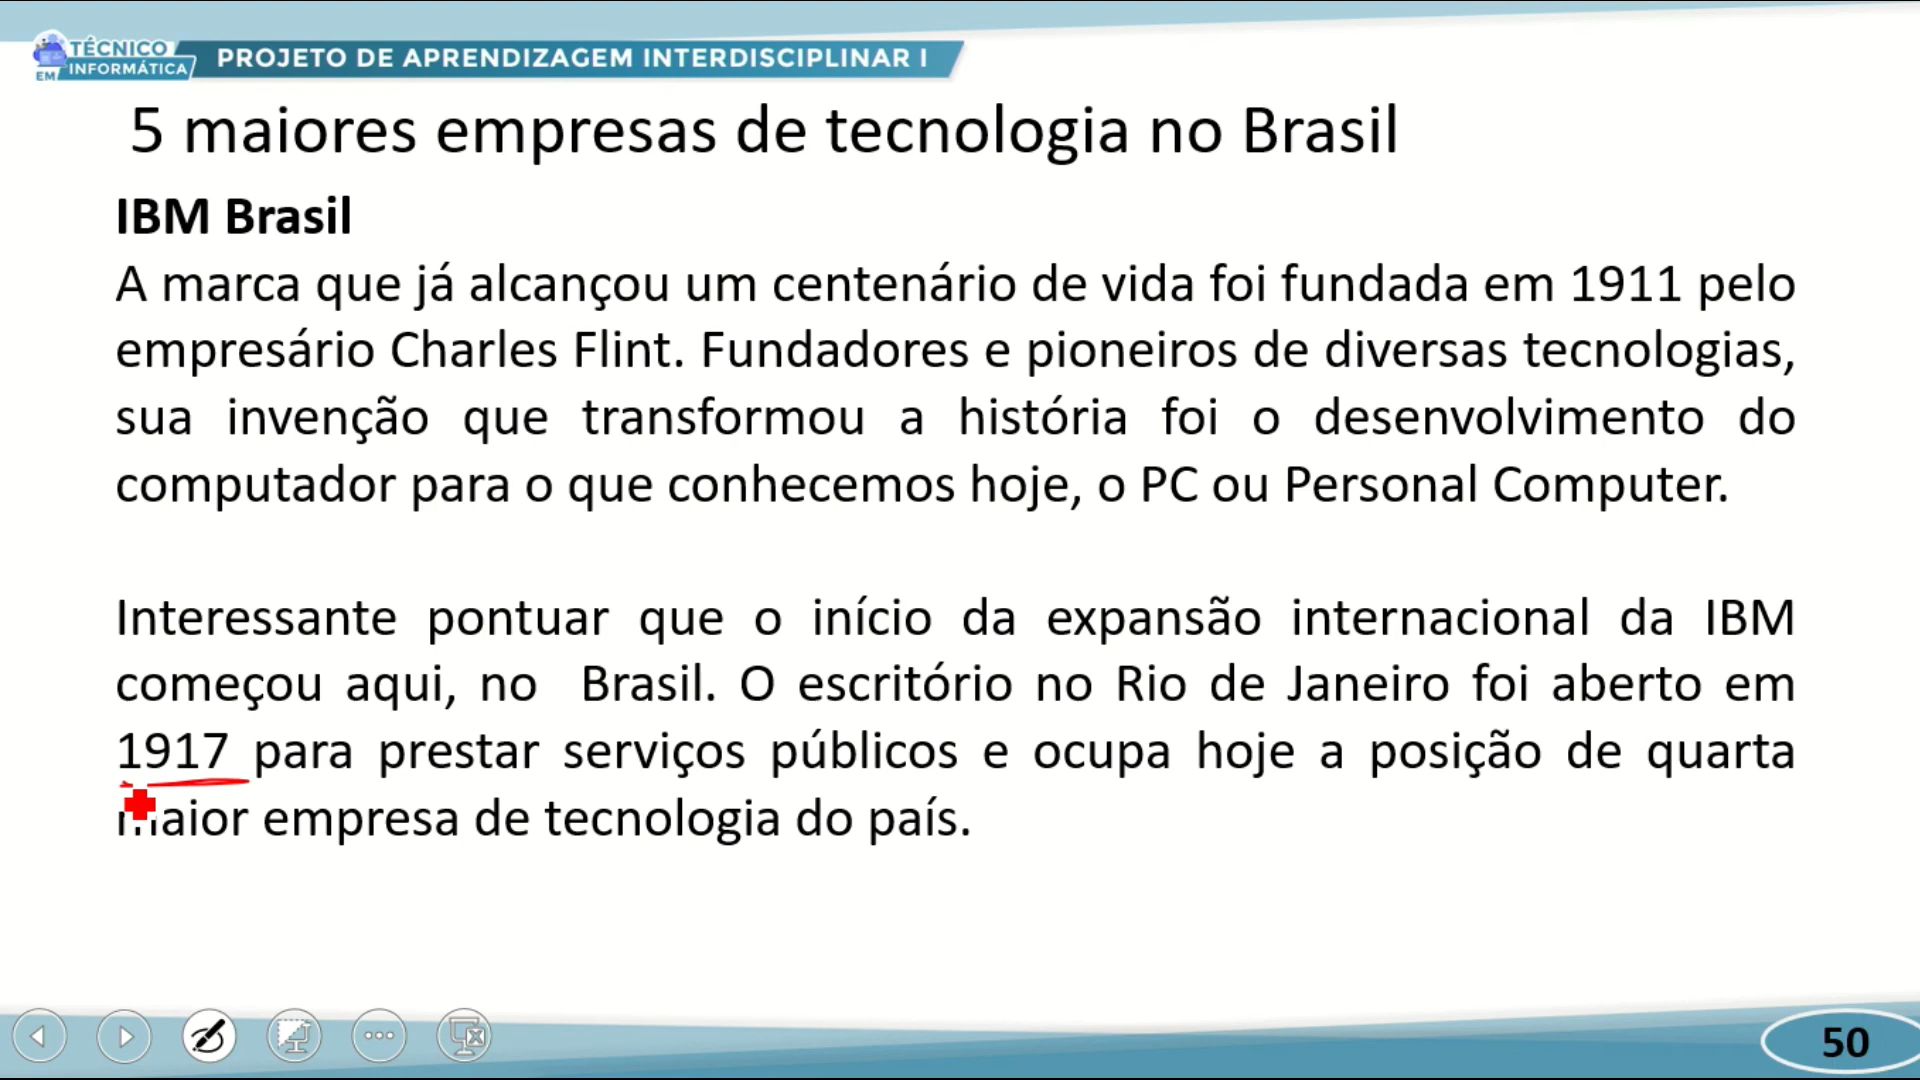 TÉCNICO
EM INFORMÁTICA
PROJETO DE APRENDIZAGEM INTERDISCIPLINAR I
5 maiores empresas de tecnologia no Brasil
IBM Brasil
A marca que já alcançou um centenário de vida foi fundada em 1911 pelo
empresário Charles Flint. Fundadores e pioneiros de diversas tecnologias,
sua invenção que transformou a história foi o desenvolvimento do
computador para o que conhecemos hoje, o PC ou Personal Computer.
Interessante pontuar que o início da expansão internacional da IBM
começou aqui, no Brasil. O escritório no Rio de Janeiro foi aberto em
1917 para prestar serviços públicos e ocupa hoje a posição de quarta
maior empresa de tecnologia do país.
50